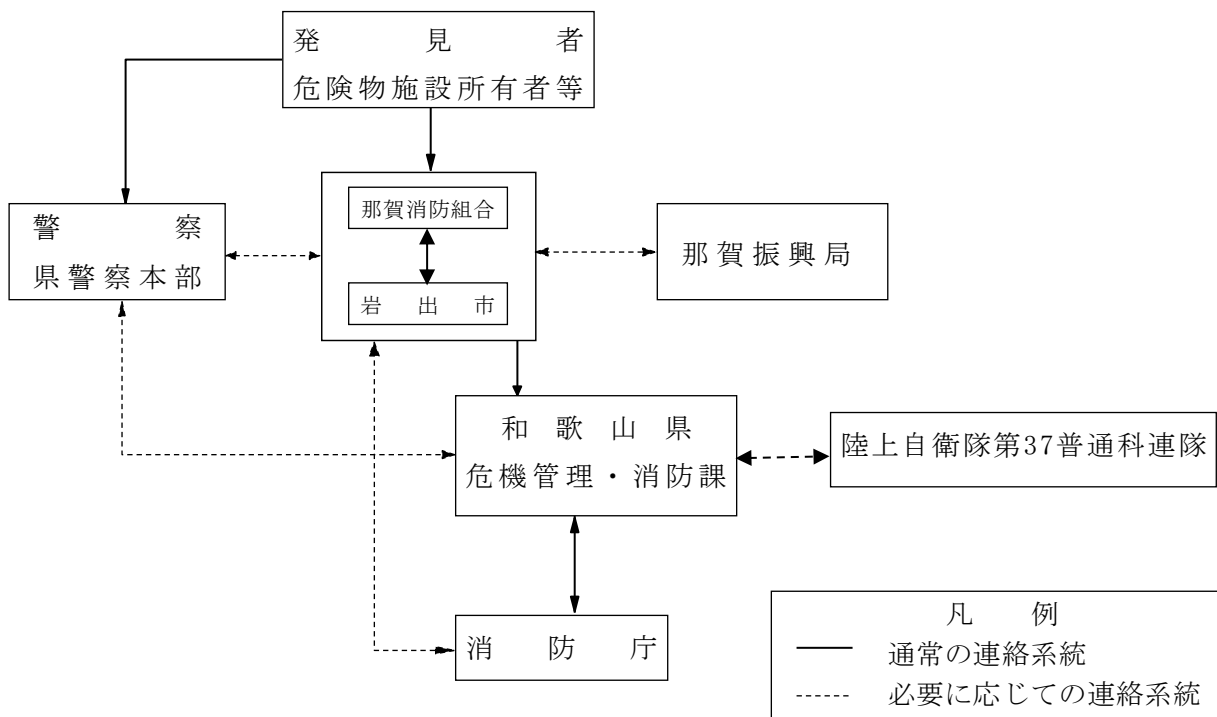 発見者
危険物施設所有者等
那賀消防組合
岩出市
警察
県警察本部
那賀振興局
和歌山県
危機管理・消防課
陸上自衛隊第37普通科連隊
消防庁
凡例
通常の連絡系統
必要に応じての連絡系統